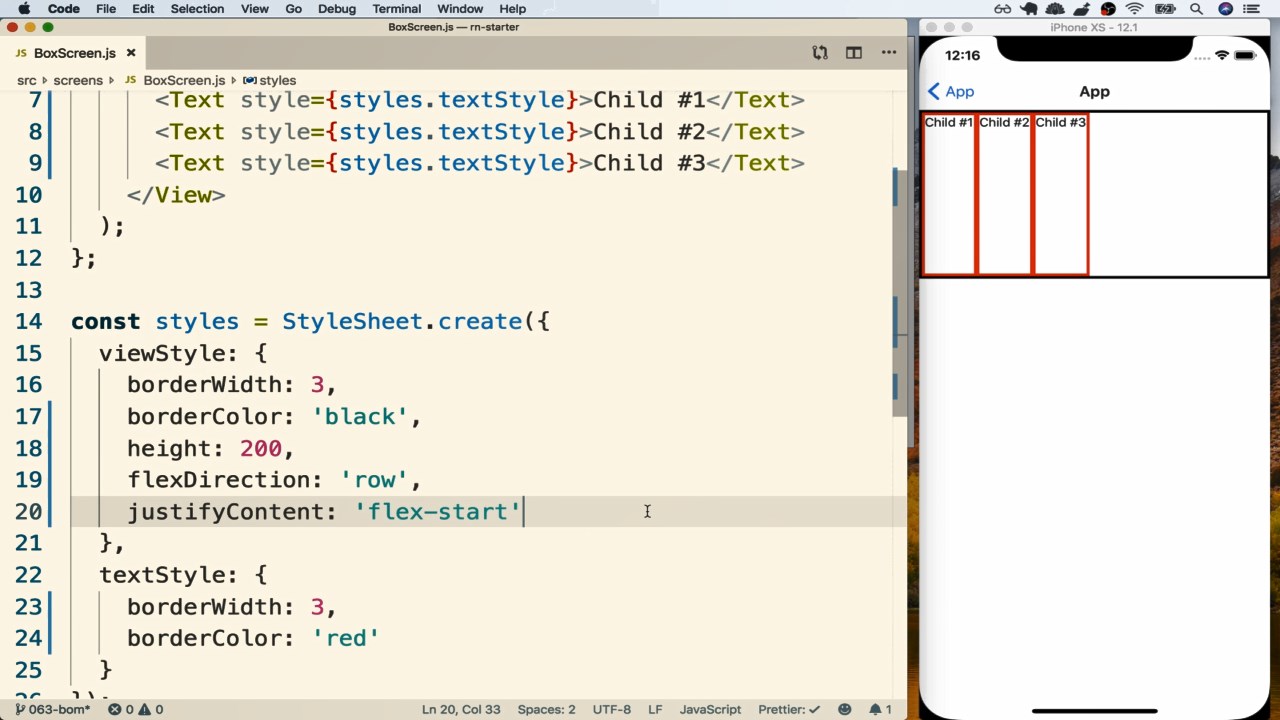 Code File Edit Selection View Go Debug Terminal Window Help
BoxScreen.js — rn-starter
JS BoxScreen.js ×
src screens JS BoxScreen.js styles
7 <Text style={styles.textStyle}>Child #1</Text>
8 <Text style={styles.textStyle}>Child #2</Text>
9 <Text style={styles.textStyle}>Child #3</Text>
10 </View>
11 );
12 };
13
14 const styles = StyleSheet.create({
15 viewStyle: {
16 borderWidth: 3,
17 borderColor: 'black',
18 height: 200,
19 flexDirection: 'row',
20 justifyContent: 'flex-start'
21 },
22 textStyle: {
23 borderWidth: 3,
24 borderColor: 'red'
25 }
26 });
063-bom* 0 0 Ln 20, Col 33 Spaces: 2 UTF-8 LF JavaScript Prettier: ✓ 1
iPhone XS - 12.1
12:16
App App
Child #1 Child #2 Child #3